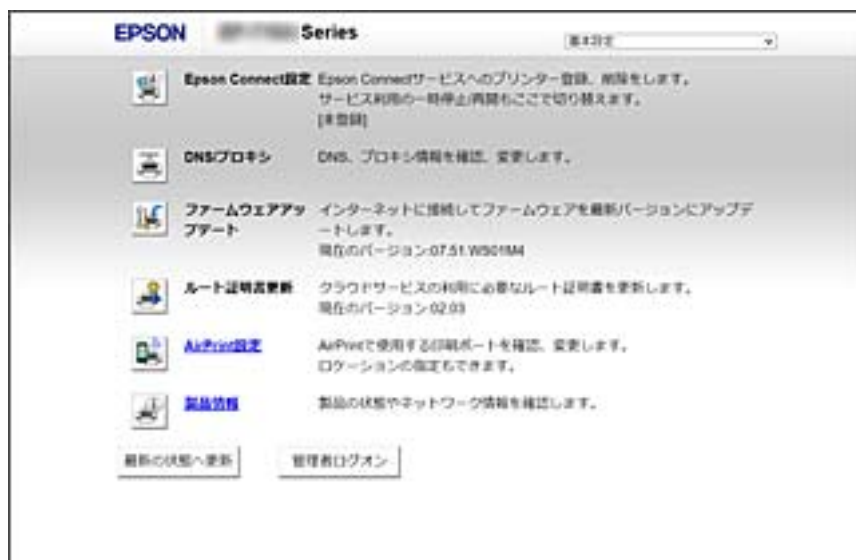 EPSON Series 基本設定
Epson Connect設定 Epson Connectサービスへのプリンター登録、削除をします。
サービス利用の一時停止/再開もここで切り替えます。
[未登録]
DNS/プロキシ DNS、プロキシ情報を確認、変更します。
ファームウェアアッ インターネットに接続してファームウェアを最新バージョンにアップデ
プデート ートします。
現在のバージョン:07.51.WS01M4
ルート証明書更新 クラウドサービスの利用に必要なルート証明書を更新します。
現在のバージョン:02.03
AirPrint設定 AirPrintで使用する印刷ポートを確認、変更します。
ロケーションの指定もできます。
製品情報 製品の状態やネットワーク情報を確認します。
最新の状態へ更新 管理者ログオン